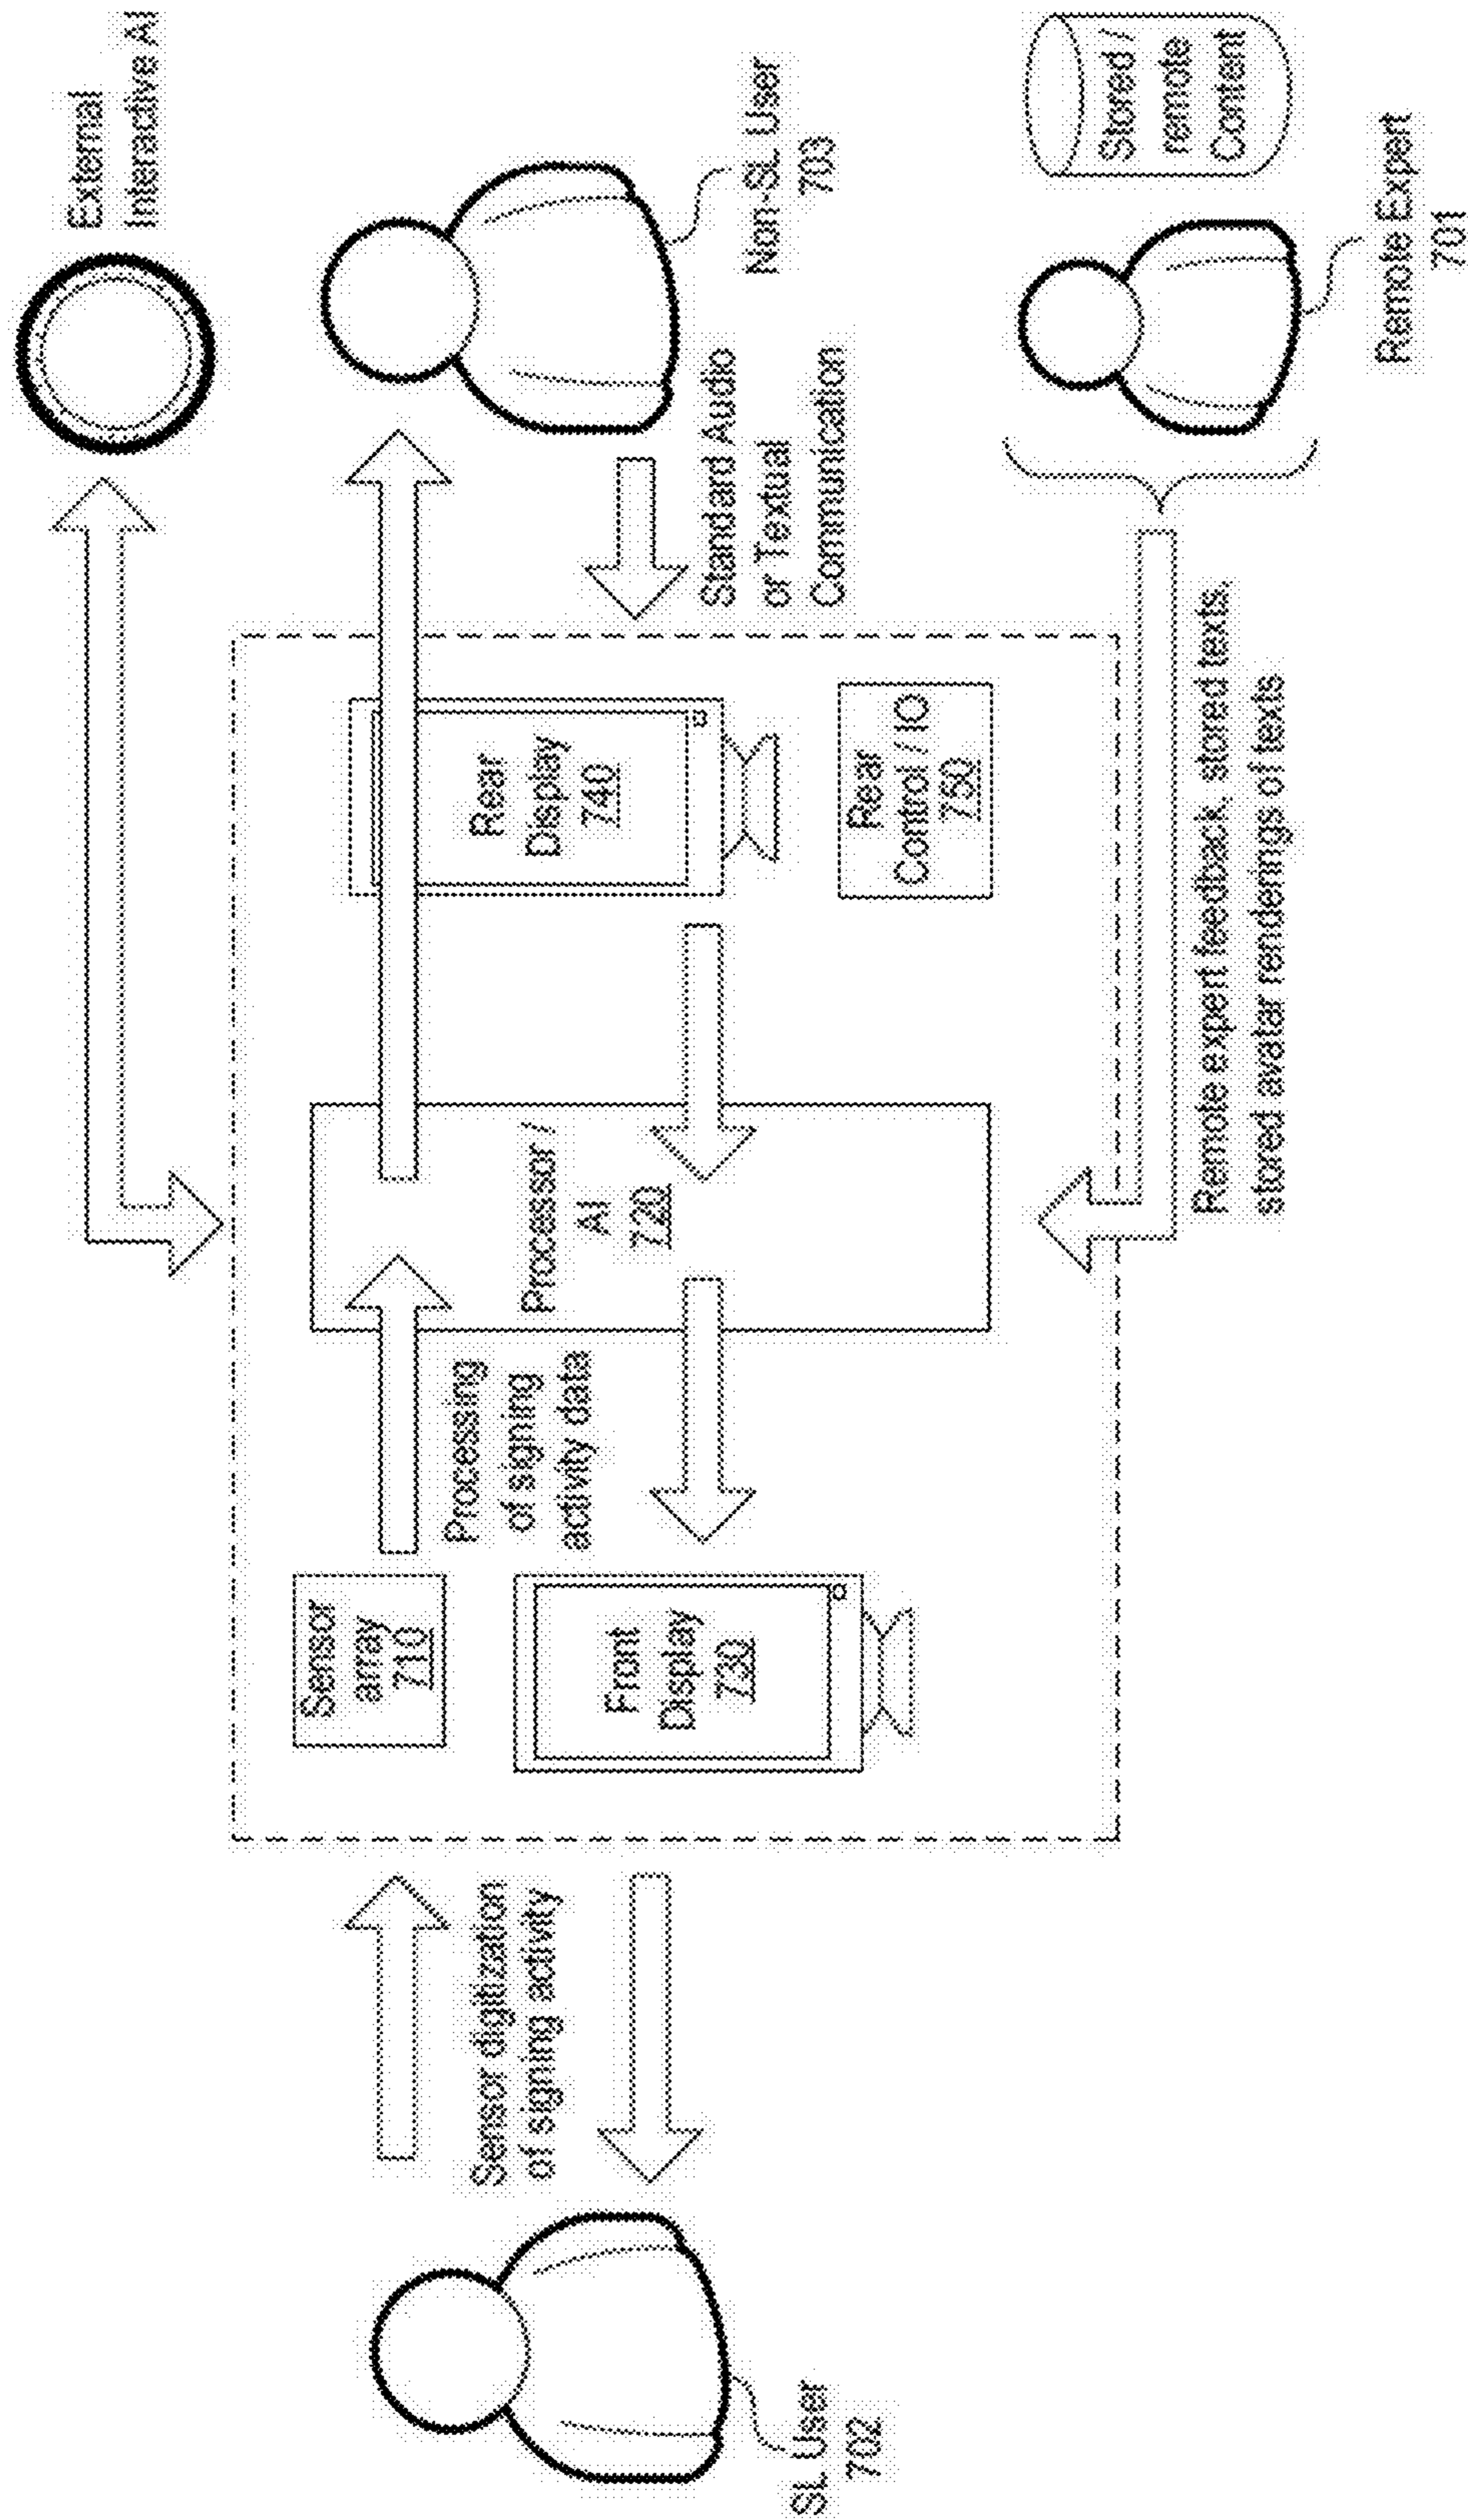 External
Interactive AI
Non-SL User
703
Stored /
remote
Content
Remote Expert
701
Standard Audio
or Textual
Communication
Rear
Display
740
Rear
Control / IO
750
Remote expert feedback, stored texts,
stored avatar renderings of texts
Processor /
AI
720
Processing
of signing
activity data
Sensor
array
710
Front
Display
730
Sensor digitization
of signing activity
SL User
702